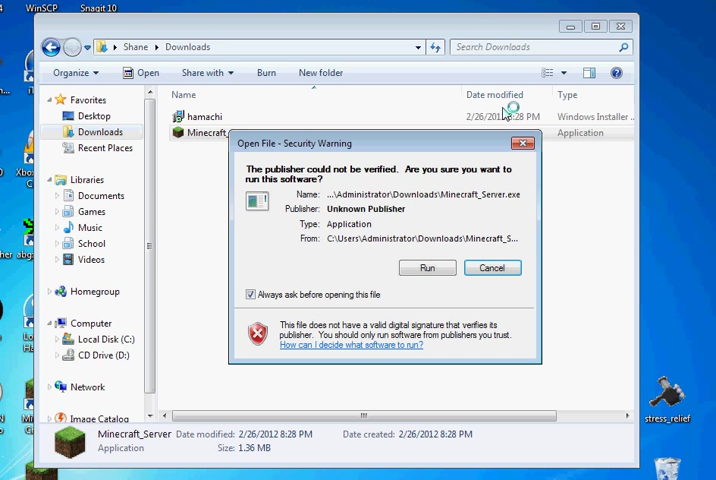 WinSCP Snagit 10
Shane Downloads Search Downloads
Organize Open Share with Burn New folder
Name Date modified Type
Favorites
Desktop
Downloads
Recent Places
Libraries
Documents
Games
Music
School
Videos
Homegroup
Computer
Local Disk (C:)
CD Drive (D:)
Network
Image Catalog
hamachi 8:28 PM Windows Installer ..
Minecraft_ Application
Open File - Security Warning
The publisher could not be verified. Are you sure you want to
run this software?
Name: ...\Administrator\Downloads\Minecraft_Server.exe
Publisher: Unknown Publisher
Type: Application
From: C:\Users\Administrator\Downloads\Minecraft_S...
Run Cancel
Always ask before opening this file
This file does not have a valid digital signature that verifies its
publisher. You should only run software from publishers you trust.
How can I decide what software to run?
Minecraft_Server Date modified: 2/26/2012 8:28 PM Date created: 2/26/2012 8:28 PM
Application Size: 1.36 MB
stress_relief